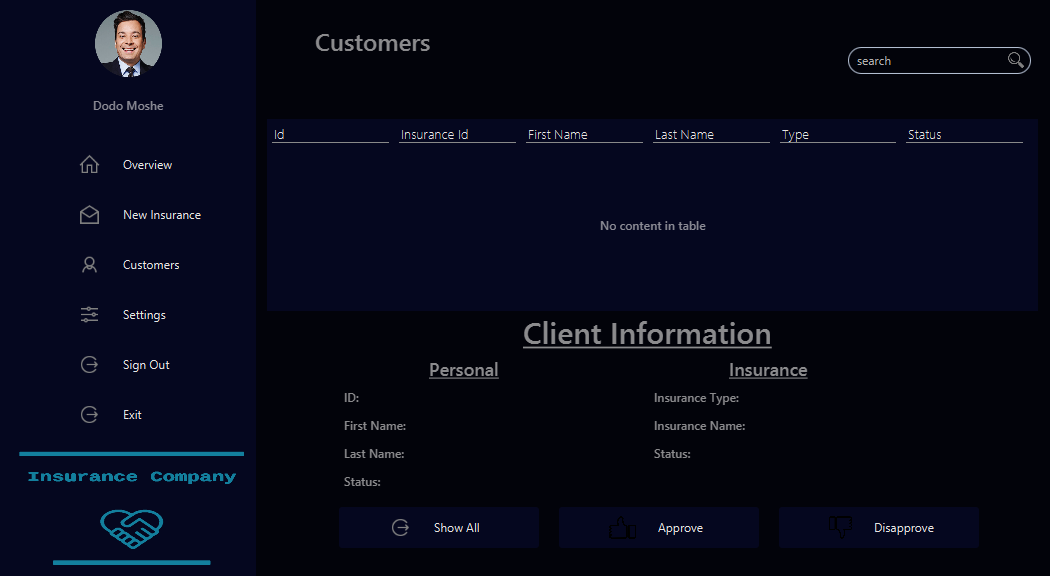 Dodo Moshe
Overview
New Insurance
Customers
Settings
Sign Out
Exit
Insurance Company
Customers
search
Id Insurance Id First Name Last Name Type Status
No content in table
Client Information
Personal Insurance
ID: Insurance Type:
First Name: Insurance Name:
Last Name: Status:
Status:
Show All Approve Disapprove